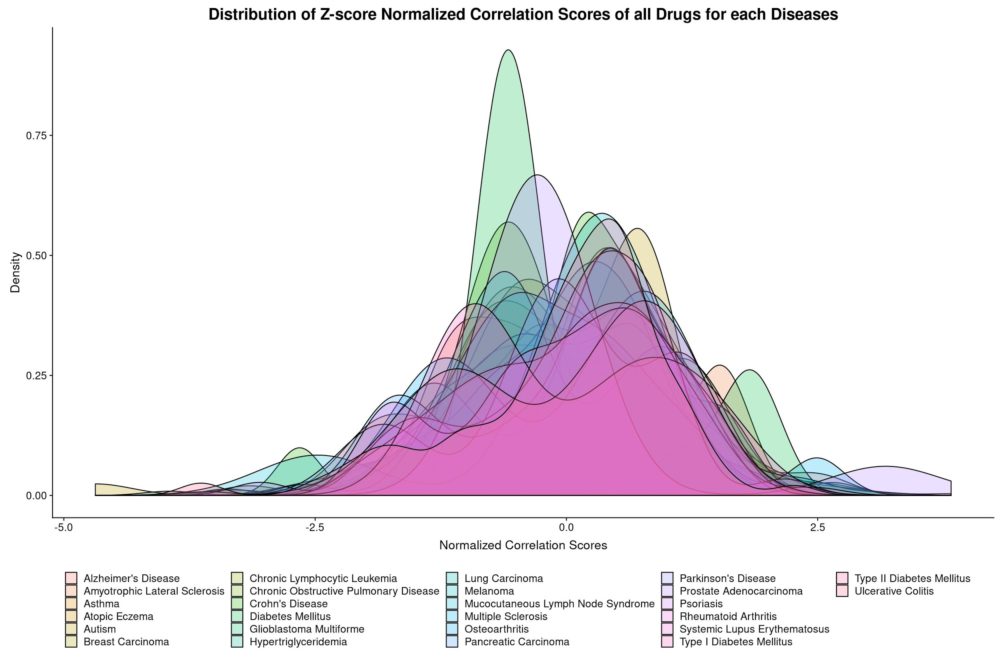 Distribution of Z-score Normalized Correlation Scores of all Drugs for each Diseases
Density
0.75
0.50
0.25
0.00
-5.0 -2.5 0.0 2.5
Normalized Correlation Scores
Alzheimer's Disease
Amyotrophic Lateral Sclerosis
Asthma
Atopic Eczema
Autism
Breast Carcinoma
Chronic Lymphocytic Leukemia
Chronic Obstructive Pulmonary Disease
Crohn's Disease
Diabetes Mellitus
Glioblastoma Multiforme
Hypertriglyceridemia
Lung Carcinoma
Melanoma
Mucocutaneous Lymph Node Syndrome
Multiple Sclerosis
Osteoarthritis
Pancreatic Carcinoma
Parkinson's Disease
Prostate Adenocarcinoma
Psoriasis
Rheumatoid Arthritis
Systemic Lupus Erythematosus
Type I Diabetes Mellitus
Type II Diabetes Mellitus
Ulcerative Colitis